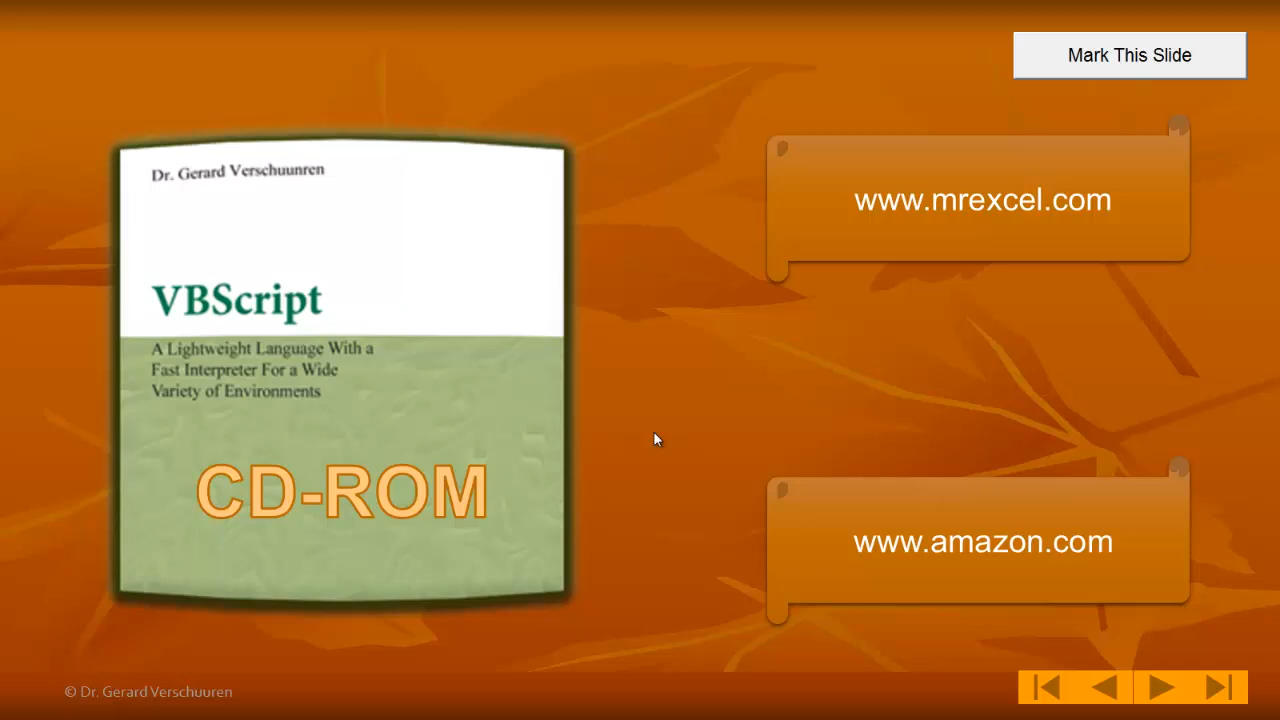 Mark This Slide
Dr. Gerard Verschuunren
VBScript
A Lightweight Language With a
Fast Interpreter For a Wide
Variety of Environments
CD-ROM
www.mrexcel.com
www.amazon.com
© Dr. Gerard Verschuuren